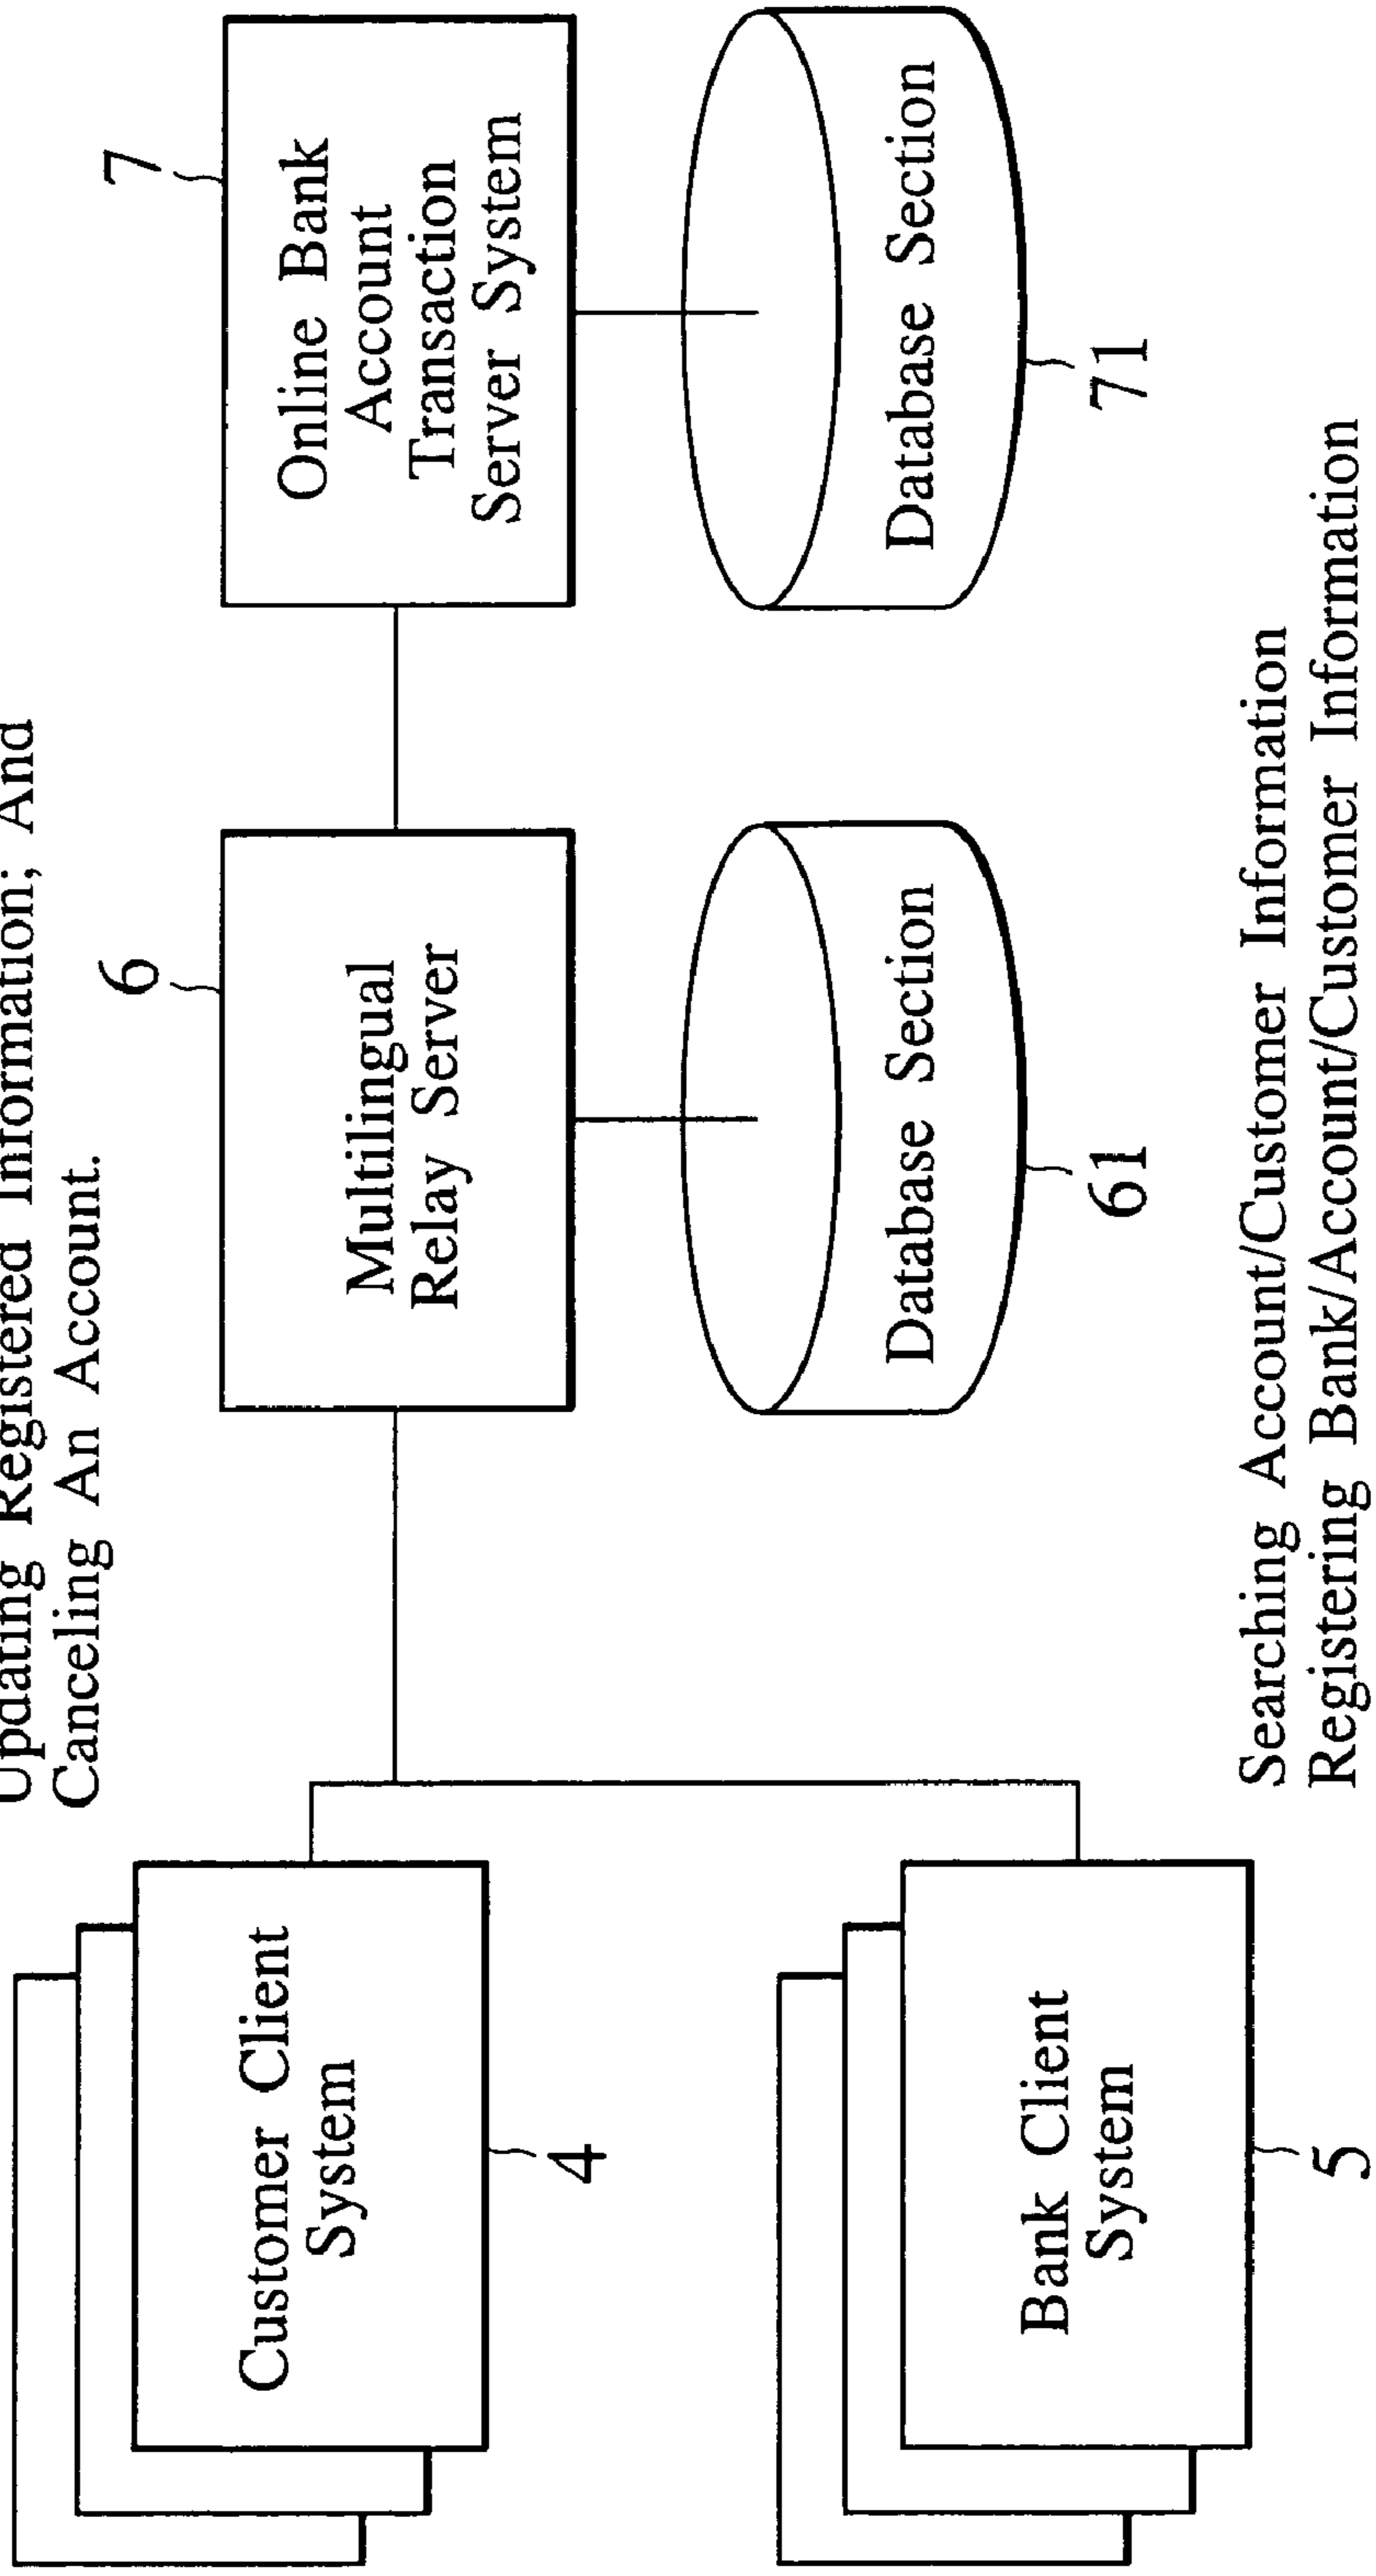 Updating Registered Information; And
Canceling An Account.
Customer Client
System
4
Bank Client
System
5
6
Multilingual
Relay Server
Database Section
61
7
Online Bank
Account
Transaction
Server System
Database Section
71
Searching Account/Customer Information
Registering Bank/Account/Customer Information